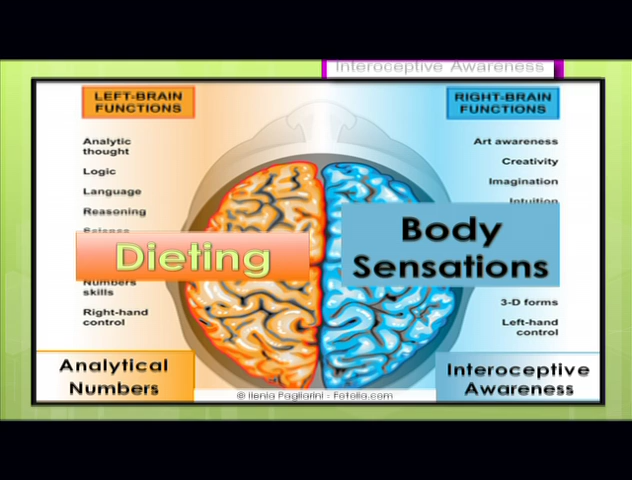 Interoceptive Awareness
LEFT-BRAIN
FUNCTIONS
RIGHT-BRAIN
FUNCTIONS
Analytic
thought
Logic
Language
Reasoning
Science
Numbers
skills
Right-hand
control
Art awareness
Creativity
Imagination
Intuition
3-D forms
Left-hand
control
Dieting
Body
Sensations
Analytical
Numbers
Interoceptive
Awareness
© Ilenia Pagliarini - Fotolia.com